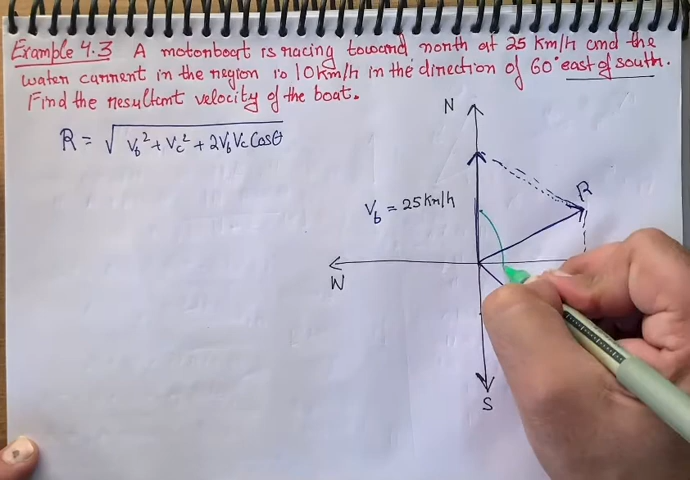 Example 4.3 A motorboat is racing toward north at 25 Km/h and the
water current in the region is 10 Km/h in the direction of 60° east of south.
Find the resultant velocity of the boat.
R = √Vb² + Vc² + 2VbVc Cosθ
N
R
Vb = 25 Km/h
W
S